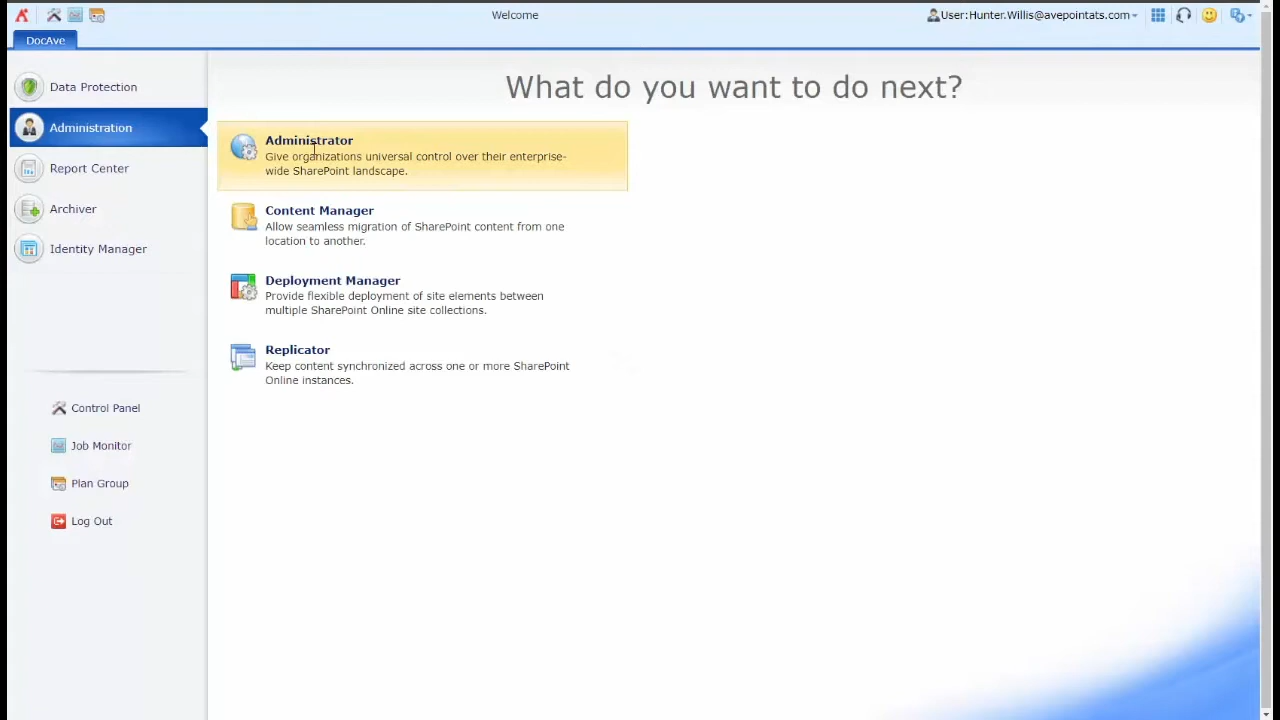 Welcome
User:Hunter.Willis@avepointats.com
DocAve
Data Protection
Administration
Report Center
Archiver
Identity Manager
Control Panel
Job Monitor
Plan Group
Log Out
What do you want to do next?
Administrator
Give organizations universal control over their enterprise-
wide SharePoint landscape.
Content Manager
Allow seamless migration of SharePoint content from one
location to another.
Deployment Manager
Provide flexible deployment of site elements between
multiple SharePoint Online site collections.
Replicator
Keep content synchronized across one or more SharePoint
Online instances.